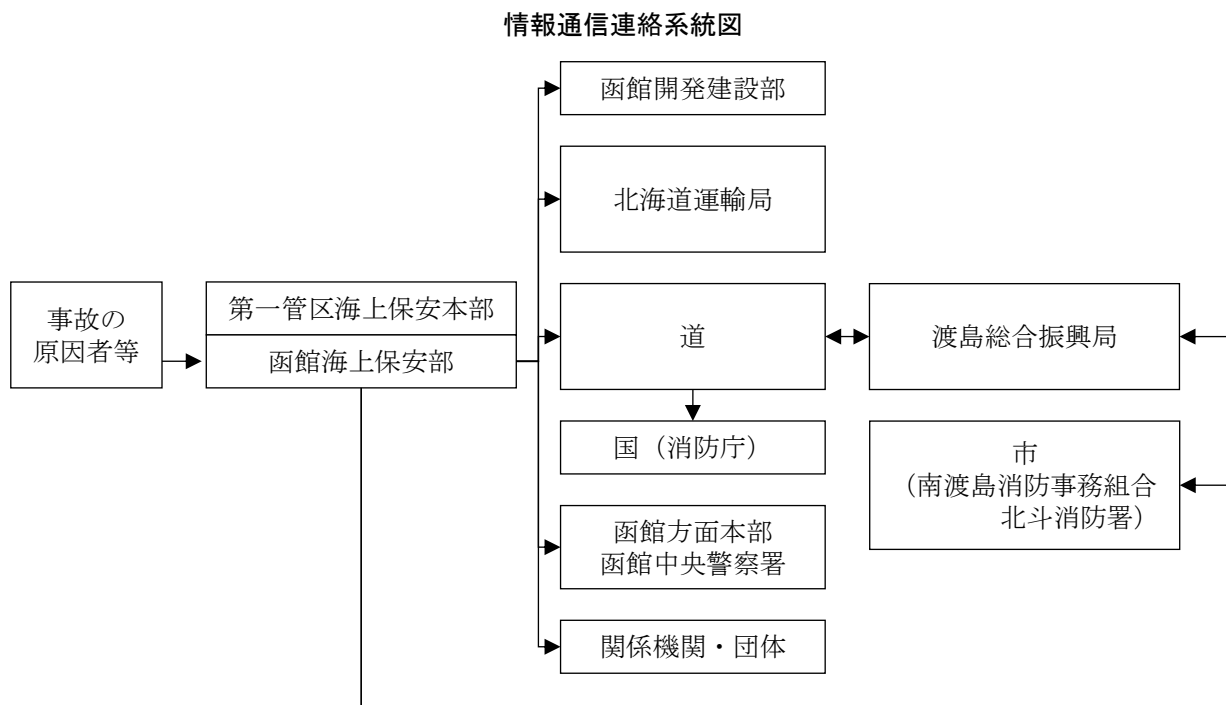 情報通信連絡系統図
函館開発建設部
北海道運輸局
事故の
原因者等
第一管区海上保安本部
函館海上保安部
道
渡島総合振興局
国（消防庁）
市
（南渡島消防事務組合
北斗消防署）
函館方面本部
函館中央警察署
関係機関・団体